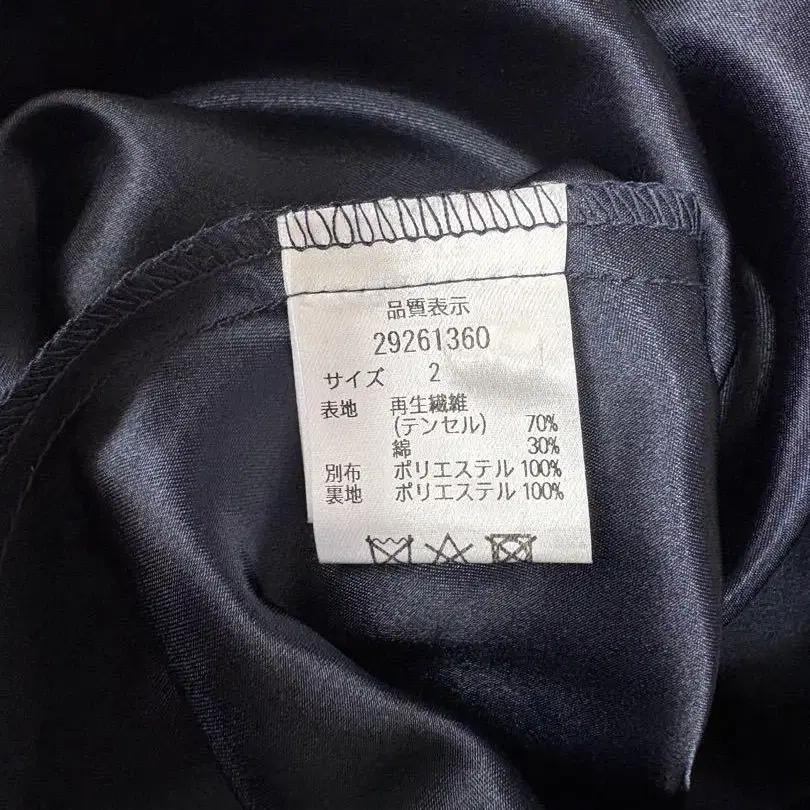 品質表示
29261360
サイズ 2
表地 再生繊維
(テンセル) 70%
綿 30%
別布 ポリエステル 100%
裏地 ポリエステル 100%